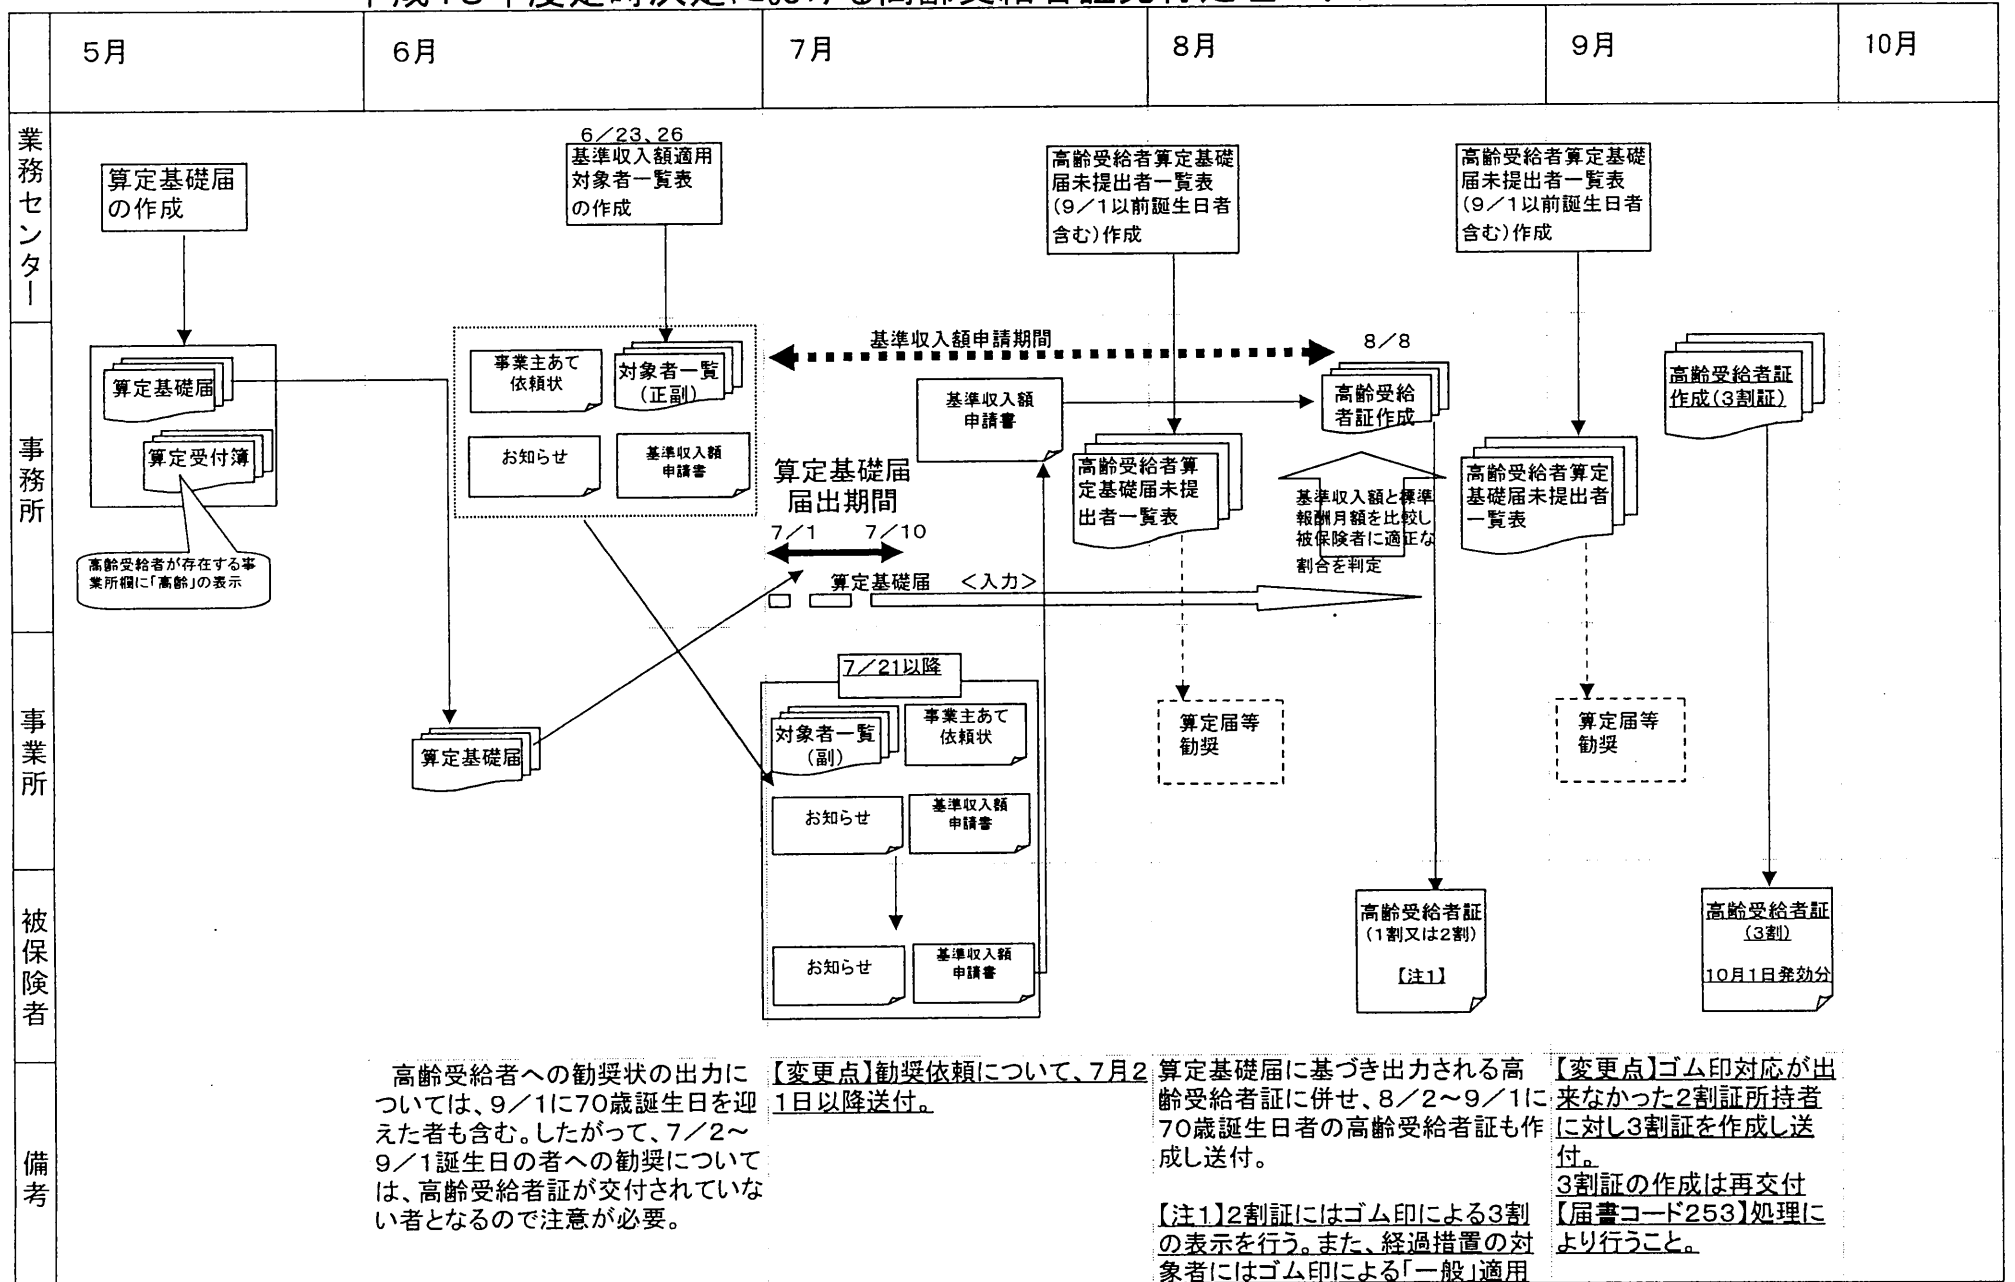 5月
6月
7月
8月
9月
10月
業務センター
算定基礎届
の作成
6/23、26
基準収入額適用
対象者一覧表
の作成
高齢受給者算定基礎
届未提出者一覧表
(9/1以前誕生日者
含む)作成
高齢受給者算定基礎
届未提出者一覧表
(9/1以前誕生日者
含む)作成
事務所
算定基礎届
算定受付簿
高齢受給者が存在する事
業所欄に「高齢」の表示
事業主あて
依頼状
対象者一覧
(正副)
お知らせ
基準収入額
申請書
基準収入額申請期間
基準収入額
申請書
算定基礎届
届出期間
7/1 7/10
算定基礎届 <入力>
高齢受給者算
定基礎届未提
出者一覧表
8/8
高齢受給
者証作成
基準収入額と標準
報酬月額を比較し
被保険者に適正な
割合を判定
高齢受給者算定
基礎届未提出者
一覧表
高齢受給者証
作成(3割証)
事業所
算定基礎届
7/21以降
対象者一覧
(副)
事業主あて
依頼状
お知らせ
基準収入額
申請書
算定届等
勧奨
算定届等
勧奨
被保険者
お知らせ
基準収入額
申請書
高齢受給者証
(1割又は2割)
【注1】
高齢受給者証
(3割)
10月1日発効分
備考
高齢受給者への勧奨状の出力に
ついては、9/1に70歳誕生日を迎
えた者も含む。したがって、7/2~
9/1誕生日の者への勧奨について
は、高齢受給者証が交付されていな
い者となるので注意が必要。
【変更点】勧奨依頼について、7月2
1日以降送付。
算定基礎届に基づき出力される高
齢受給者証に併せ、8/2~9/1に
70歳誕生日者の高齢受給者証も作
成し送付。
【注1】2割証にはゴム印による3割
の表示を行う。また、経過措置の対
象者にはゴム印による「一般」適用
【変更点】ゴム印対応が出
来なかった2割証所持者
に対し3割証を作成し送
付。
3割証の作成は再交付
【届書コード253】処理に
より行うこと。